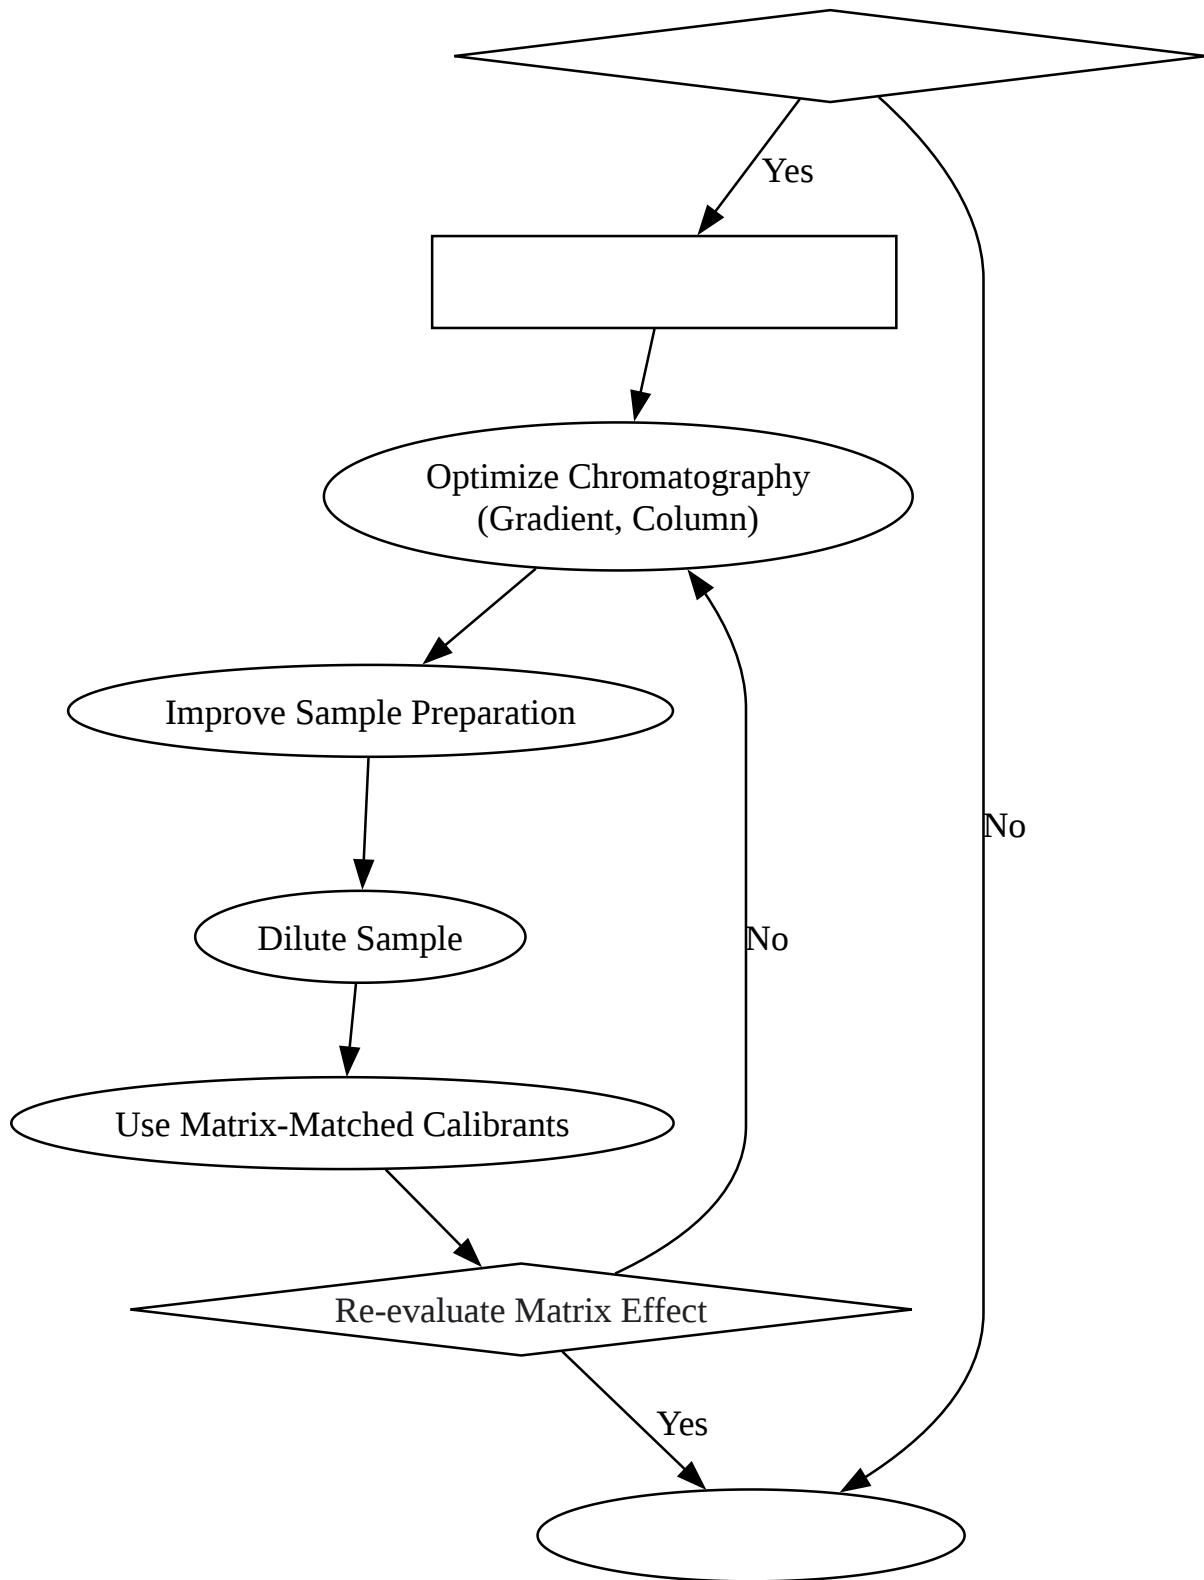 Yes
Optimize Chromatography
(Gradient, Column)
Improve Sample Preparation
No
Dilute Sample
No
Use Matrix-Matched Calibrants
Re-evaluate Matrix Effect
Yes